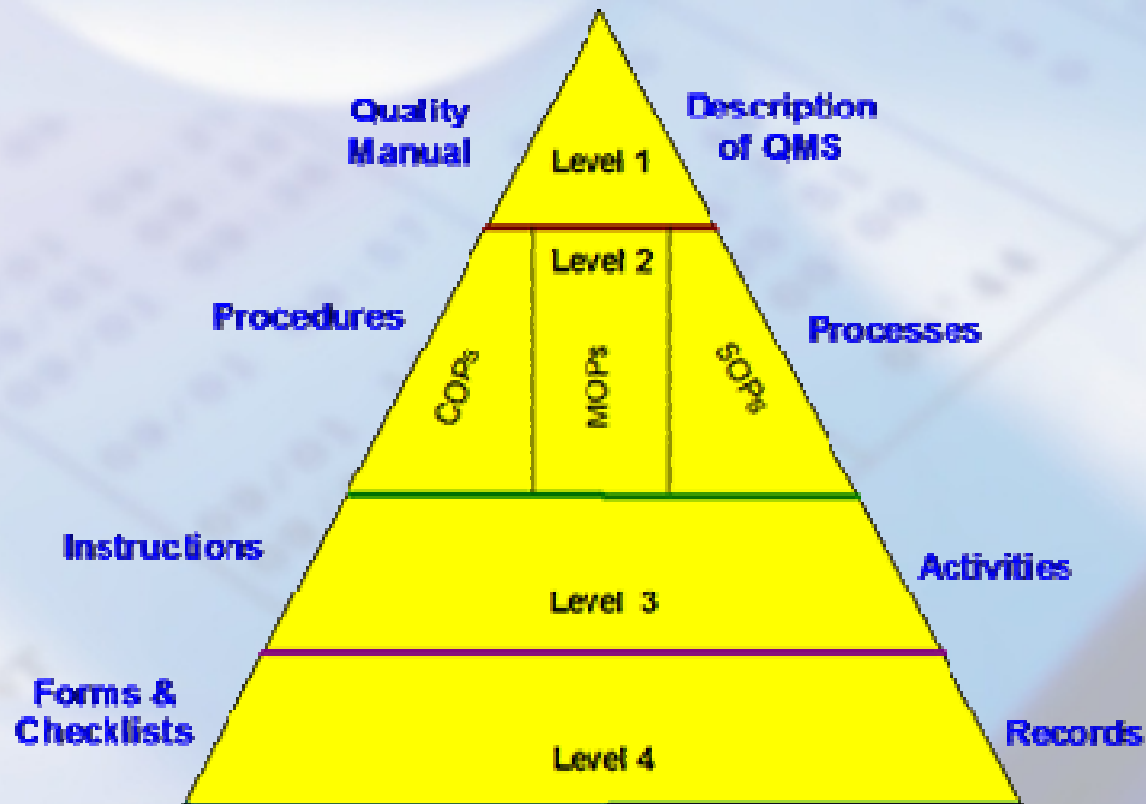 Quality
Manual
Description
of QMS
Level 1
Level 2
Procedures
Processes
COPs
MOPs
SOPs
Instructions
Activities
Level 3
Forms &
Checklists
Records
Level 4